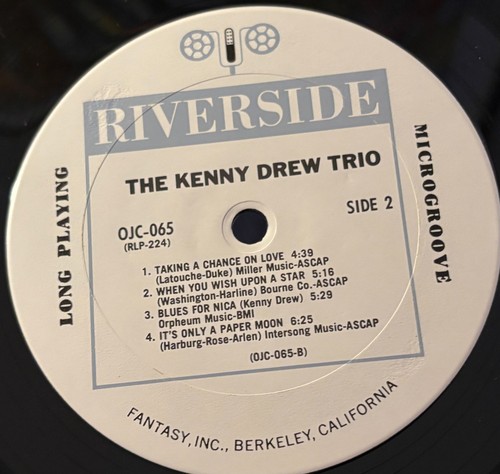 RIVERSIDE
THE KENNY DREW TRIO
OJC-065
(RLP-224)
SIDE 2
LONG PLAYING
MICROGROOVE
1. TAKING A CHANCE ON LOVE 4:39
(Latouche-Duke) Miller Music-ASCAP
2. WHEN YOU WISH UPON A STAR 5:16
(Washington-Harline) Bourne Co.-ASCAP
3. BLUES FOR NICA (Kenny Drew) 5:29
Orpheum Music-BMI
4. IT'S ONLY A PAPER MOON 6:25
(Harburg-Rose-Arlen) Intersong Music-ASCAP
(OJC-065-B)
FANTASY, INC., BERKELEY, CALIFORNIA